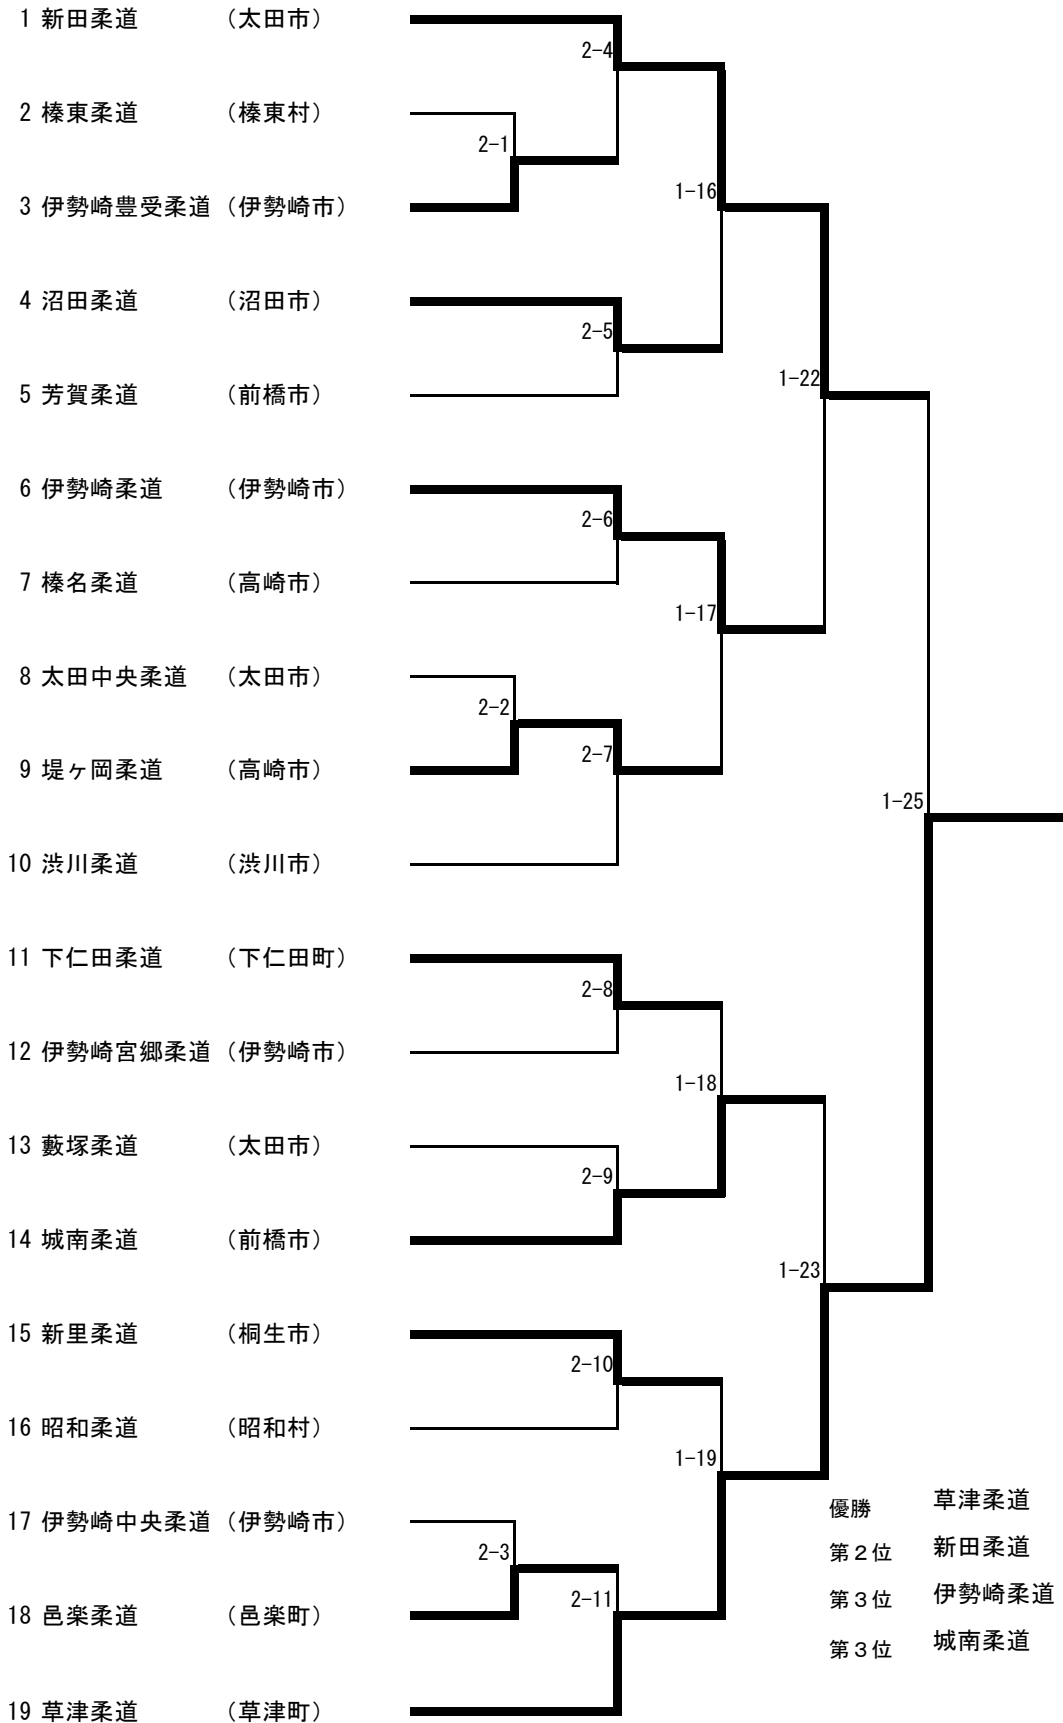 1 新田柔道 （太田市）
2-4
2 榛東柔道 （榛東村）
2-1
3 伊勢崎豊受柔道 （伊勢崎市）
1-16
4 沼田柔道 （沼田市）
2-5
5 芳賀柔道 （前橋市）
1-22
6 伊勢崎柔道 （伊勢崎市）
2-6
7 榛名柔道 （高崎市）
1-17
8 太田中央柔道 （太田市）
2-2
9 堤ヶ岡柔道 （高崎市）
2-7
1-25
10 渋川柔道 （渋川市）
11 下仁田柔道 （下仁田町）
2-8
12 伊勢崎宮郷柔道 （伊勢崎市）
1-18
13 藪塚柔道 （太田市）
2-9
14 城南柔道 （前橋市）
1-23
15 新里柔道 （桐生市）
2-10
16 昭和柔道 （昭和村）
1-19
17 伊勢崎中央柔道 （伊勢崎市）
2-3
18 邑楽柔道 （邑楽町）
2-11
19 草津柔道 （草津町）
優勝 草津柔道
第２位 新田柔道
第３位 伊勢崎柔道
第３位 城南柔道